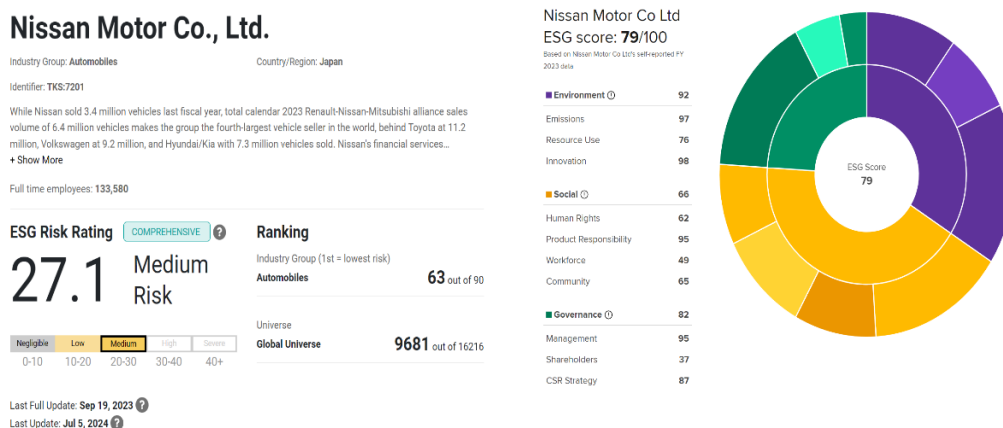 Nissan Motor Co., Ltd.
Industry Group: Automobiles
Country/Region: Japan
Identifier: TKS:7201
While Nissan sold 3.4 million vehicles last fiscal year, total calendar 2023 Renault-Nissan-Mitsubishi alliance sales
volume of 6.4 million vehicles makes the group the fourth-largest vehicle seller in the world, behind Toyota at 11.2
million, Volkswagen at 9.2 million, and Hyundai/Kia with 7.3 million vehicles sold. Nissan's financial services...
+ Show More
Full time employees: 133,580
ESG Risk Rating COMPREHENSIVE ?
27.1 Medium
Risk
Negligible Low Medium High Severe
0-10 10-20 20-30 30-40 40+
Ranking
Industry Group (1st = lowest risk)
Automobiles 63 out of 90
Universe
Global Universe 9681 out of 16216
Last Full Update: Sep 19, 2023 ?
Last Update: Jul 5, 2024 ?
Nissan Motor Co Ltd
ESG score: 79/100
Based on Nissan Motor Co Ltd's self-reported FY
2023 data
Environment 92
Emissions 97
Resource Use 76
Innovation 98
Social 66
Human Rights 62
Product Responsibility 95
Workforce 49
Community 65
Governance 82
Management 95
Shareholders 37
CSR Strategy 87
ESG Score
79